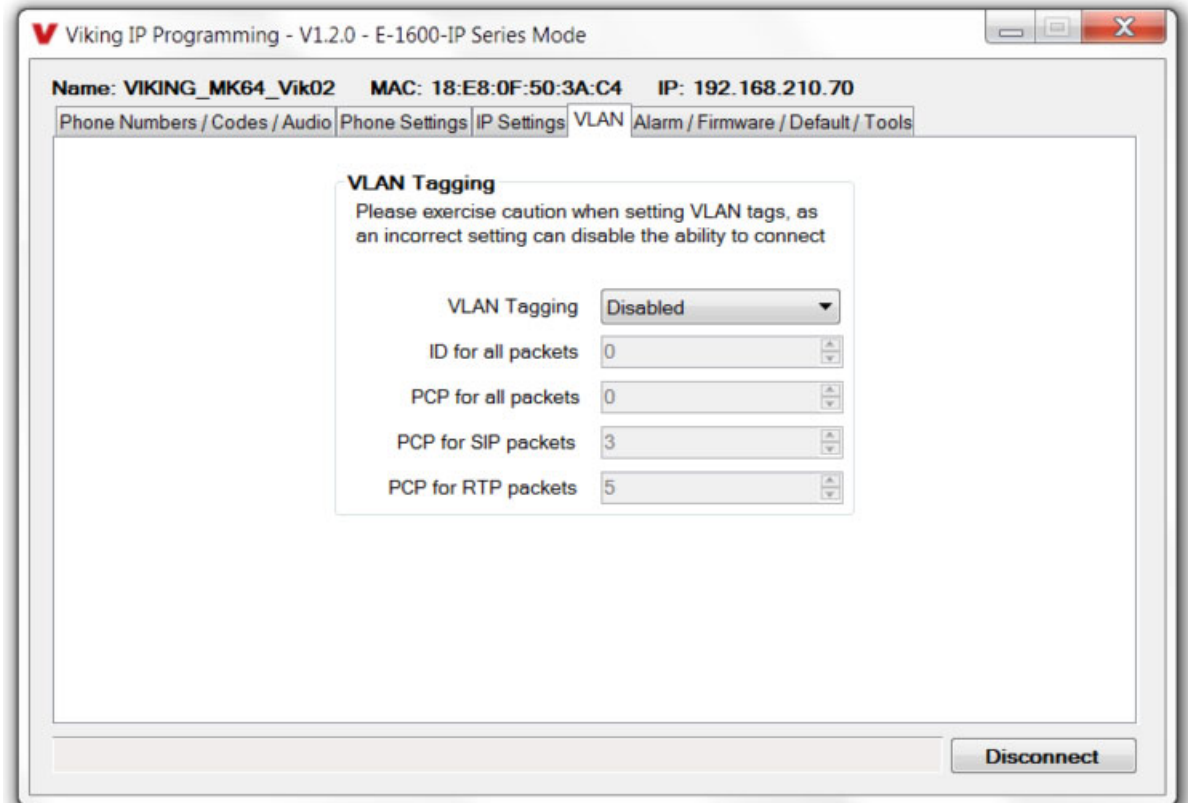 Viking IP Programming - V1.2.0 - E-1600-IP Series Mode
Name: VIKING_MK64_Vik02 MAC: 18:E8:0F:50:3A:C4 IP: 192.168.210.70
Phone Numbers / Codes / Audio Phone Settings IP Settings VLAN Alarm / Firmware / Default / Tools
VLAN Tagging
Please exercise caution when setting VLAN tags, as
an incorrect setting can disable the ability to connect
VLAN Tagging Disabled
ID for all packets 0
PCP for all packets 0
PCP for SIP packets 3
PCP for RTP packets 5
Disconnect